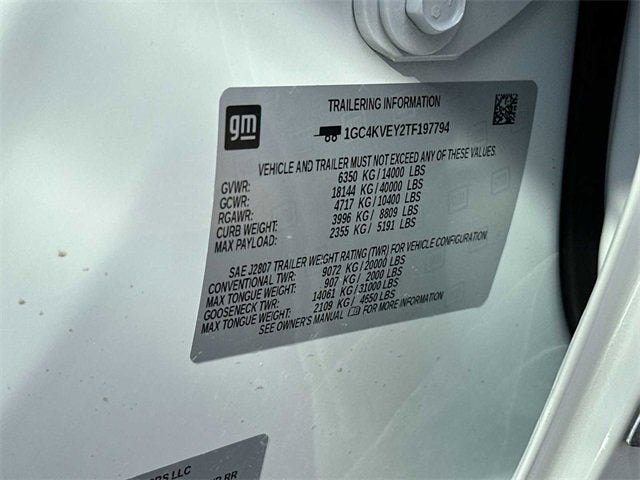 gm
TRAILERING INFORMATION
1GC4KVEY2TF197794
VEHICLE AND TRAILER MUST NOT EXCEED ANY OF THESE VALUES.
GVWR: 6350 KG/14000 LBS
GCWR: 18144 KG/40000 LBS
RGAWR: 4717 KG/10400 LBS
CURB WEIGHT: 3996 KG/ 8809 LBS
MAX PAYLOAD: 2355 KG/ 5191 LBS
SAE J2807 TRAILER WEIGHT RATING (TWR) FOR VEHICLE CONFIGURATION.
CONVENTIONAL TWR: 9072 KG/20000 LBS
MAX TONGUE WEIGHT: 907 KG/ 2000 LBS
GOOSENECK TWR: 14061 KG/31000 LBS
MAX TONGUE WEIGHT: 2109 KG/ 4650 LBS
SEE OWNER'S MANUAL FOR MORE INFORMATION
LLC
RR